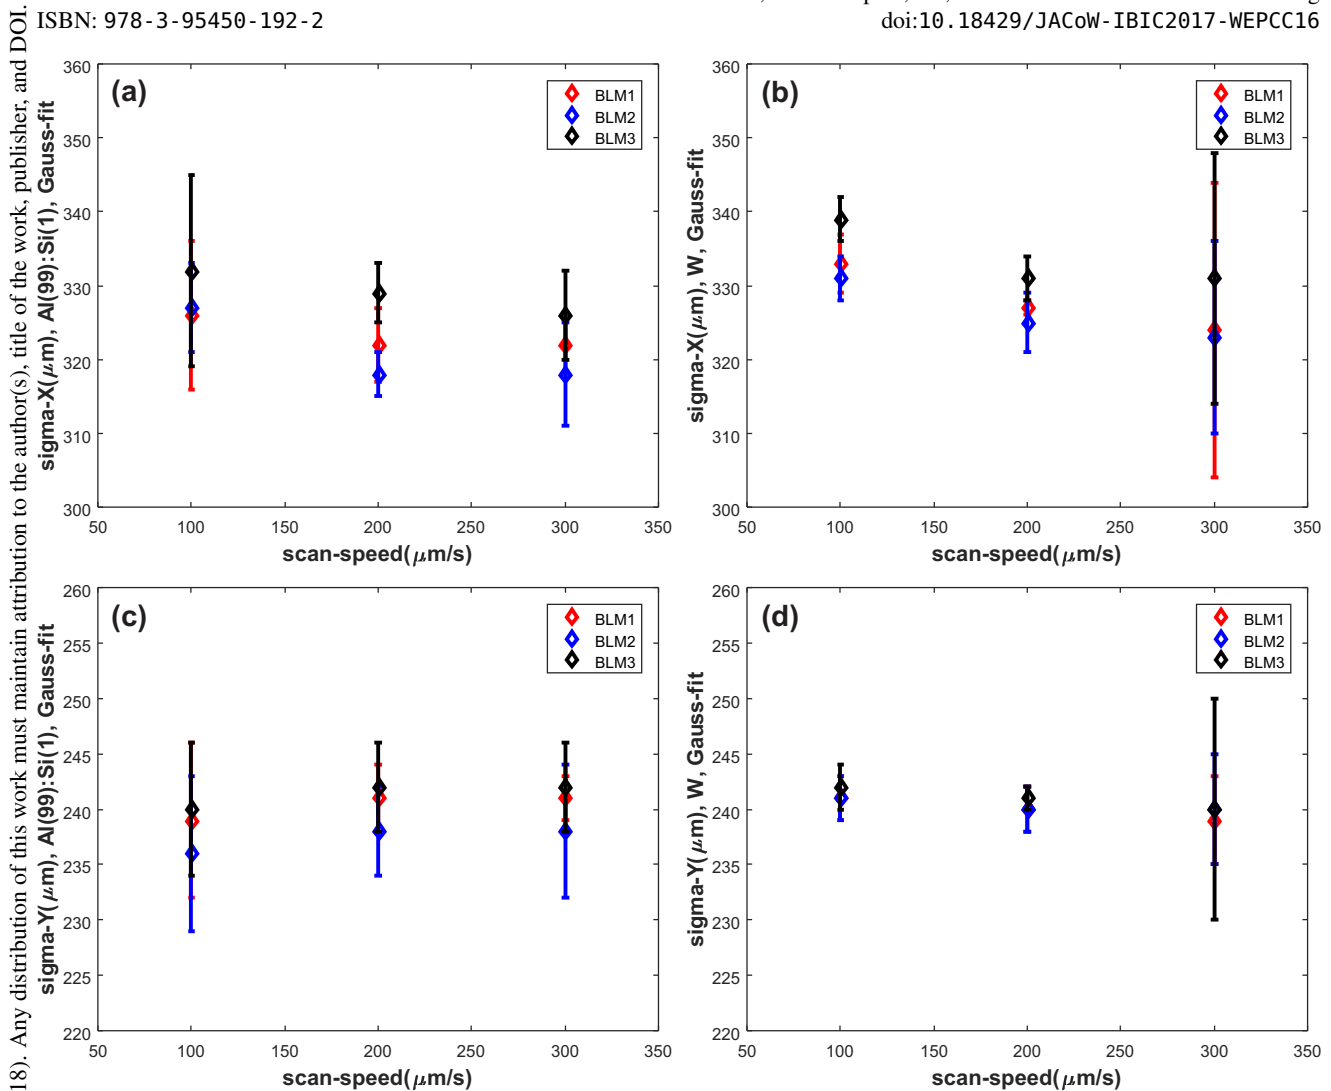 ISBN: 978-3-95450-192-2
doi:10.18429/JACoW-IBIC2017-WEPCC16
18). Any distribution of this work must maintain attribution to the author(s), title of the work, publisher, and DOI.
(a)
BLM1
BLM2
BLM3
360
350
340
330
320
310
300
50
100
150
200
250
300
350
sigma-X(μm), Al(99):Si(1), Gauss-fit
scan-speed(μm/s)
(b)
BLM1
BLM2
BLM3
360
350
340
330
320
310
300
50
100
150
200
250
300
350
sigma-X(μm), W, Gauss-fit
scan-speed(μm/s)
(c)
BLM1
BLM2
BLM3
260
255
250
245
240
235
230
225
220
50
100
150
200
250
300
350
sigma-Y(μm), Al(99):Si(1), Gauss-fit
scan-speed(μm/s)
(d)
BLM1
BLM2
BLM3
260
255
250
245
240
235
230
225
220
50
100
150
200
250
300
350
sigma-Y(μm), W, Gauss-fit
scan-speed(μm/s)